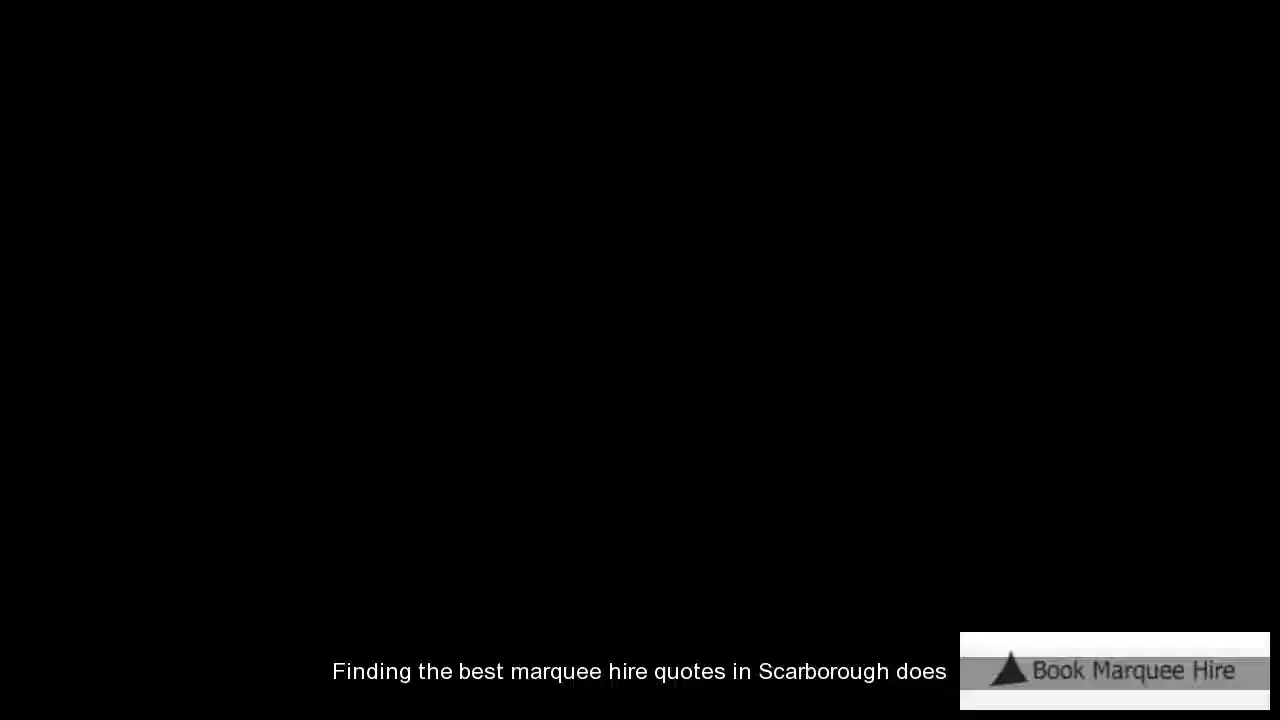 Finding the best marquee hire quotes in Scarborough does
Book Marquee Hire